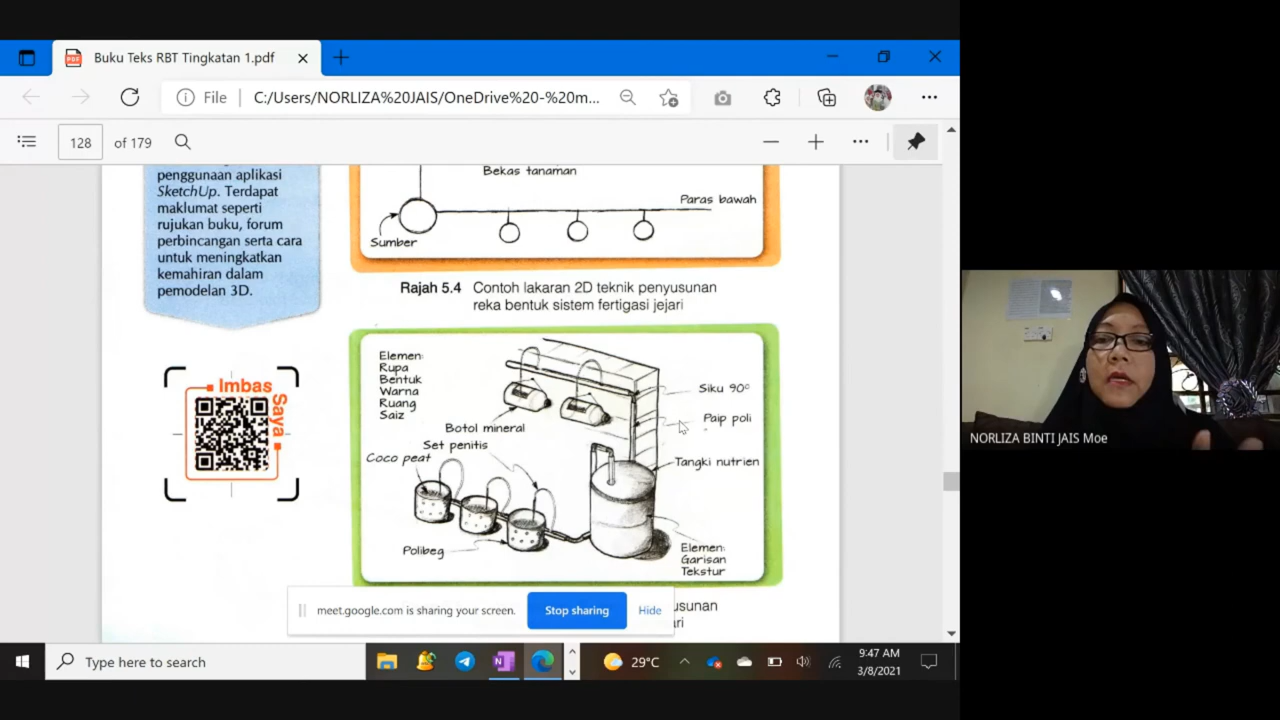 Buku Teks RBT Tingkatan 1.pdf
File
C:/Users/NORLIZA%20JAIS/OneDrive%20-%20m...
128 of 179
penggunaan aplikasi
SketchUp. Terdapat
maklumat seperti
rujukan buku, forum
perbincangan serta cara
untuk meningkatkan
kemahiran dalam
pemodelan 3D.
Bekas tanaman
Paras bawah
Sumber
Rajah 5.4 Contoh lakaran 2D teknik penyusunan
reka bentuk sistem fertigasi jejari
Imbas
Saya
Elemen:
Rupa
Bentuk
Warna
Ruang
Saiz
Siku 90°
Paip poli
Botol mineral
Set penitis
Coco peat
Tangki nutrien
Polibeg
Elemen:
Garisan
Tekstur
usunan
ri
meet.google.com is sharing your screen.
Stop sharing
Hide
NORLIZA BINTI JAIS Moe
Type here to search
29°C
9:47 AM
3/8/2021